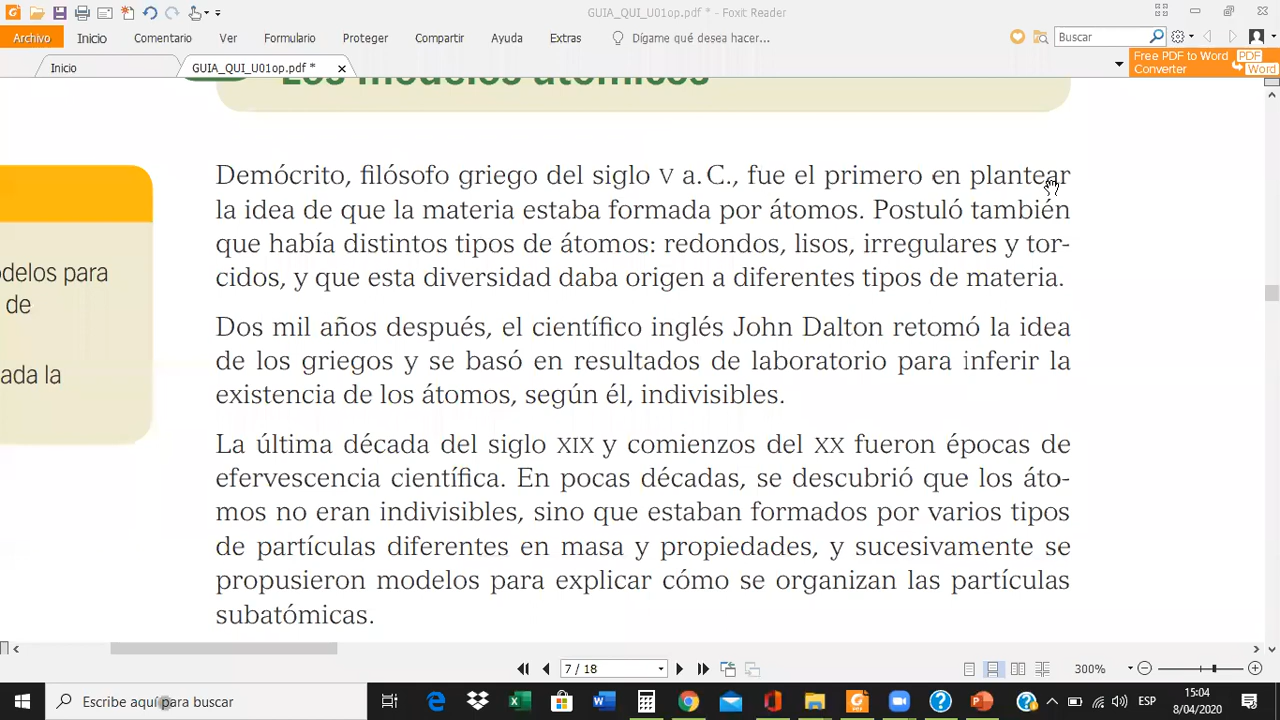 GUIA_QUI_U01op.pdf * - Foxit Reader
Archivo Inicio Comentario Ver Formulario Proteger Compartir Ayuda Extras Dígame qué desea hacer... Buscar
Inicio GUIA_QUI_U01op.pdf *
Free PDF to Word PDF
Converter Word
Los modelos atómicos
Demócrito, filósofo griego del siglo V a. C., fue el primero en plantear
la idea de que la materia estaba formada por átomos. Postuló también
que había distintos tipos de átomos: redondos, lisos, irregulares y tor-
cidos, y que esta diversidad daba origen a diferentes tipos de materia.
delos para
de
ada la
Dos mil años después, el científico inglés John Dalton retomó la idea
de los griegos y se basó en resultados de laboratorio para inferir la
existencia de los átomos, según él, indivisibles.
La última década del siglo XIX y comienzos del XX fueron épocas de
efervescencia científica. En pocas décadas, se descubrió que los áto-
mos no eran indivisibles, sino que estaban formados por varios tipos
de partículas diferentes en masa y propiedades, y sucesivamente se
propusieron modelos para explicar cómo se organizan las partículas
subatómicas.
7 / 18 300%
Escribe aquí para buscar
ESP 15:04
8/04/2020